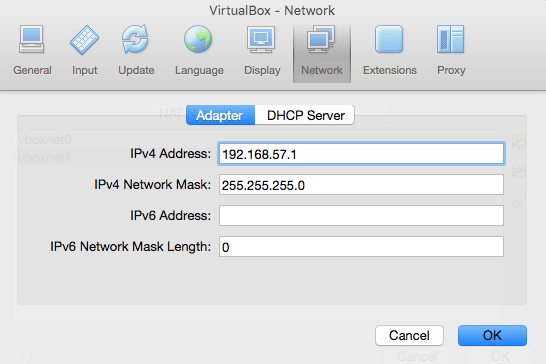 VirtualBox - Network
General Input Update Language Display Network Extensions Proxy
Adapter DHCP Server
vboxnet0
IPv4 Address: 192.168.57.1
vboxnet1
IPv4 Network Mask: 255.255.255.0
IPv6 Address:
IPv6 Network Mask Length: 0
Cancel OK
Cancel OK